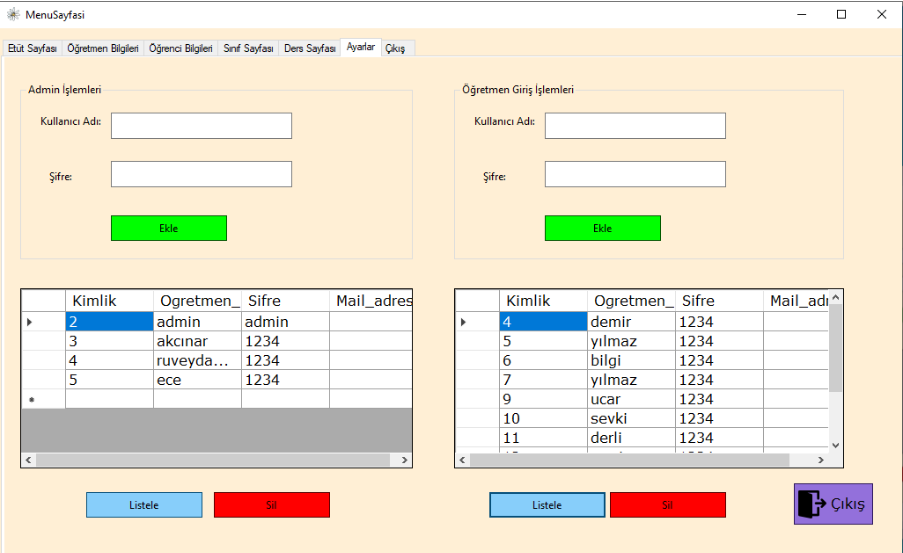 MenuSayfasi
Etüt Sayfası Öğretmen Bilgileri Öğrenci Bilgileri Sınıf Sayfası Ders Sayfası Ayarlar Çıkış
Admin İşlemleri
Kullanıcı Adı:
Şifre:
Ekle
Öğretmen Giriş İşlemleri
Kullanıcı Adı:
Şifre:
Ekle
Kimlik Ogretmen_ Sifre Mail_adres
2 admin admin
3 akcınar 1234
4 ruveyda... 1234
5 ece 1234
Kimlik Ogretmen_ Sifre Mail_adr
4 demir 1234
5 yılmaz 1234
6 bilgi 1234
7 yılmaz 1234
9 ucar 1234
10 sevki 1234
11 derli 1234
Listele Sil
Listele Sil
Çıkış